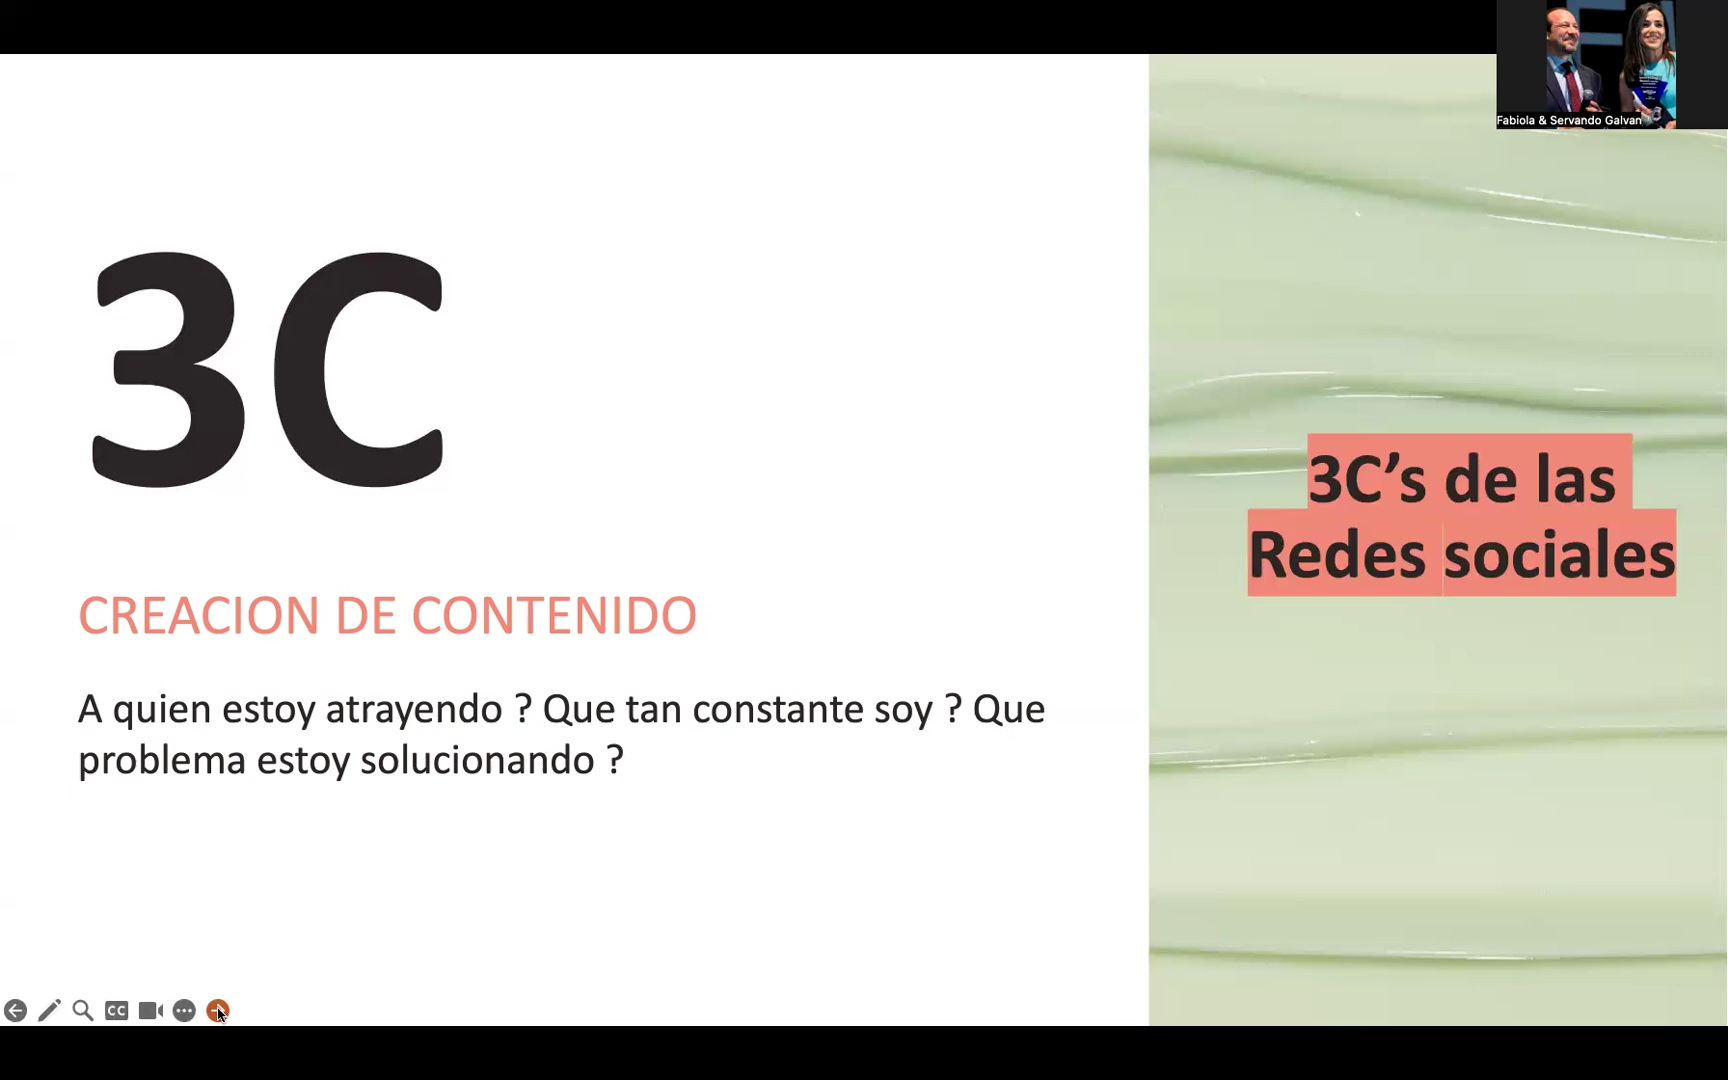 Fabiola & Servando Galvan
3C
CREACION DE CONTENIDO
A quien estoy atrayendo ? Que tan constante soy ? Que
problema estoy solucionando ?
3C’s de las
Redes sociales
CC